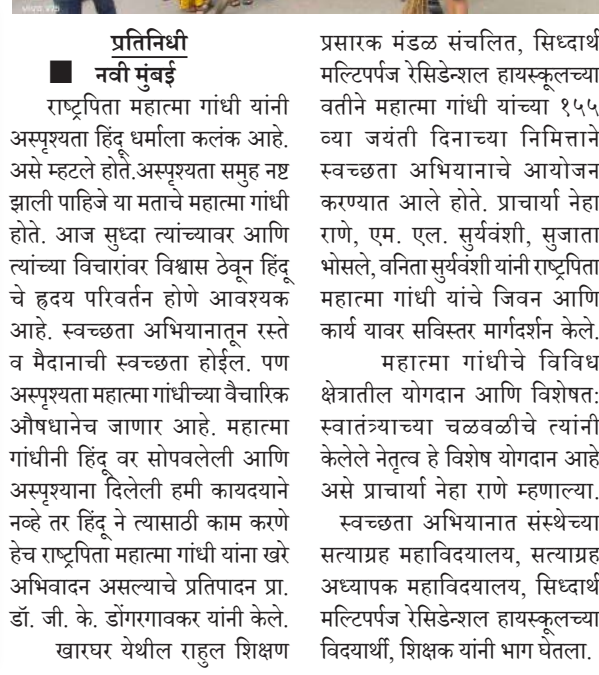 vivo Y75
प्रतिनिधी
■ नवी मुंबई
राष्ट्रपिता महात्मा गांधी यांनी
अस्पृश्यता हिंदू धर्माला कलंक आहे.
असे म्हटले होते.अस्पृश्यता समुह नष्ट
झाली पाहिजे या मताचे महात्मा गांधी
होते. आज सुध्दा त्यांच्यावर आणि
त्यांच्या विचारांवर विश्वास ठेवून हिंदू
चे ह्रदय परिवर्तन होणे आवश्यक
आहे. स्वच्छता अभियानातून रस्ते
व मैदानाची स्वच्छता होईल. पण
अस्पृश्यता महात्मा गांधीच्या वैचारिक
औषधानेच जाणार आहे. महात्मा
गांधीनी हिंदू वर सोपवलेली आणि
अस्पृश्याना दिलेली हमी कायदयाने
नव्हे तर हिंदू ने त्यासाठी काम करणे
हेच राष्ट्रपिता महात्मा गांधी यांना खरे
अभिवादन असल्याचे प्रतिपादन प्रा.
डॉ. जी. के. डोंगरगावकर यांनी केले.
खारघर येथील राहुल शिक्षण
प्रसारक मंडळ संचलित, सिध्दार्थ
मल्टिपर्पज रेसिडेन्शल हायस्कूलच्या
वतीने महात्मा गांधी यांच्या १५५
व्या जयंती दिनाच्या निमित्ताने
स्वच्छता अभियानाचे आयोजन
करण्यात आले होते. प्राचार्या नेहा
राणे, एम. एल. सुर्यवंशी, सुजाता
भोसले, वनिता सुर्यवंशी यांनी राष्ट्रपिता
महात्मा गांधी यांचे जिवन आणि
कार्य यावर सविस्तर मार्गदर्शन केले.
महात्मा गांधीचे विविध
क्षेत्रातील योगदान आणि विशेषत:
स्वातंत्र्याच्या चळवळीचे त्यांनी
केलेले नेतृत्व हे विशेष योगदान आहे
असे प्राचार्या नेहा राणे म्हणाल्या.
स्वच्छता अभियानात संस्थेच्या
सत्याग्रह महाविदयालय, सत्याग्रह
अध्यापक महाविदयालय, सिध्दार्थ
मल्टिपर्पज रेसिडेन्शल हायस्कूलच्या
विदयार्थी, शिक्षक यांनी भाग घेतला.